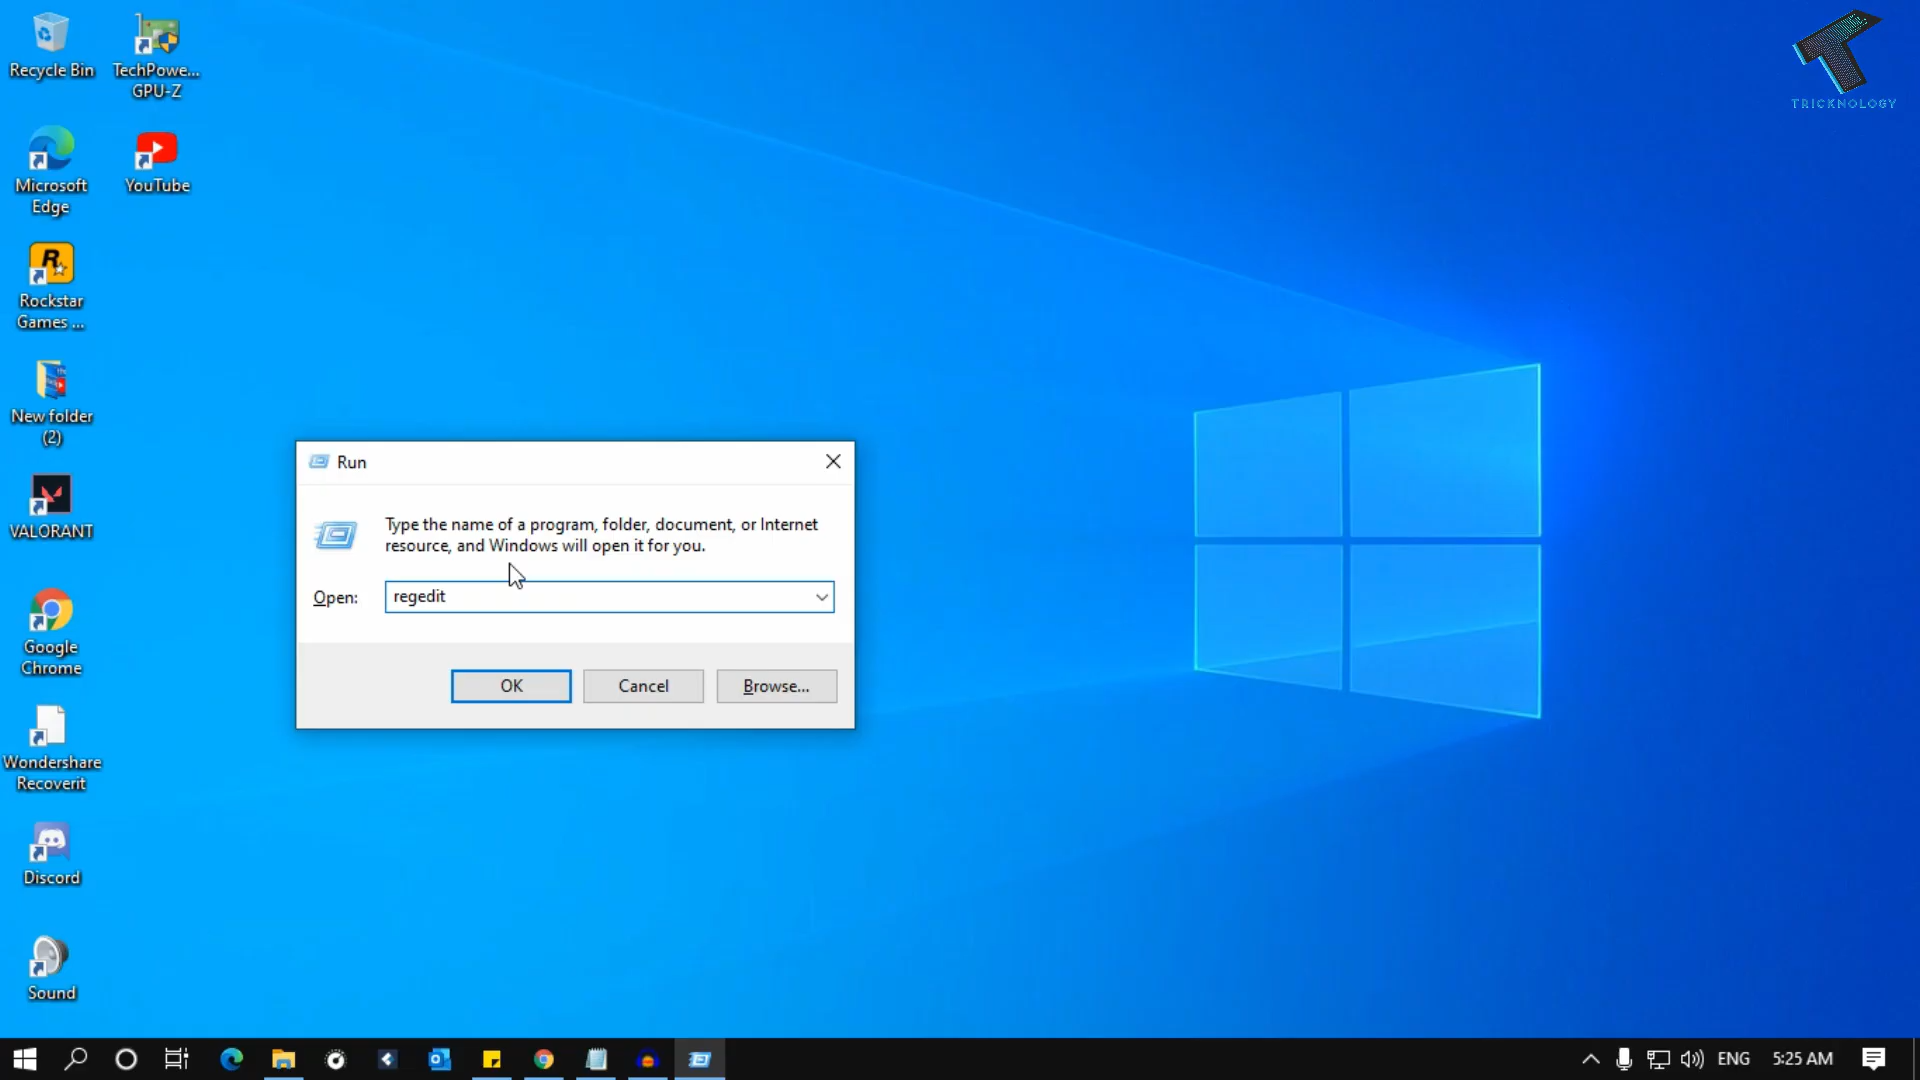 Recycle Bin
TechPowe...
GPU-Z
TRICKNOLOGY
Microsoft
Edge
YouTube
Rockstar
Games ...
New folder
(2)
VALORANT
Google
Chrome
Wondershare
Recoverit
Discord
Sound
Run
Type the name of a program, folder, document, or Internet
resource, and Windows will open it for you.
Open:
regedit
OK
Cancel
Browse...
ENG
5:25 AM